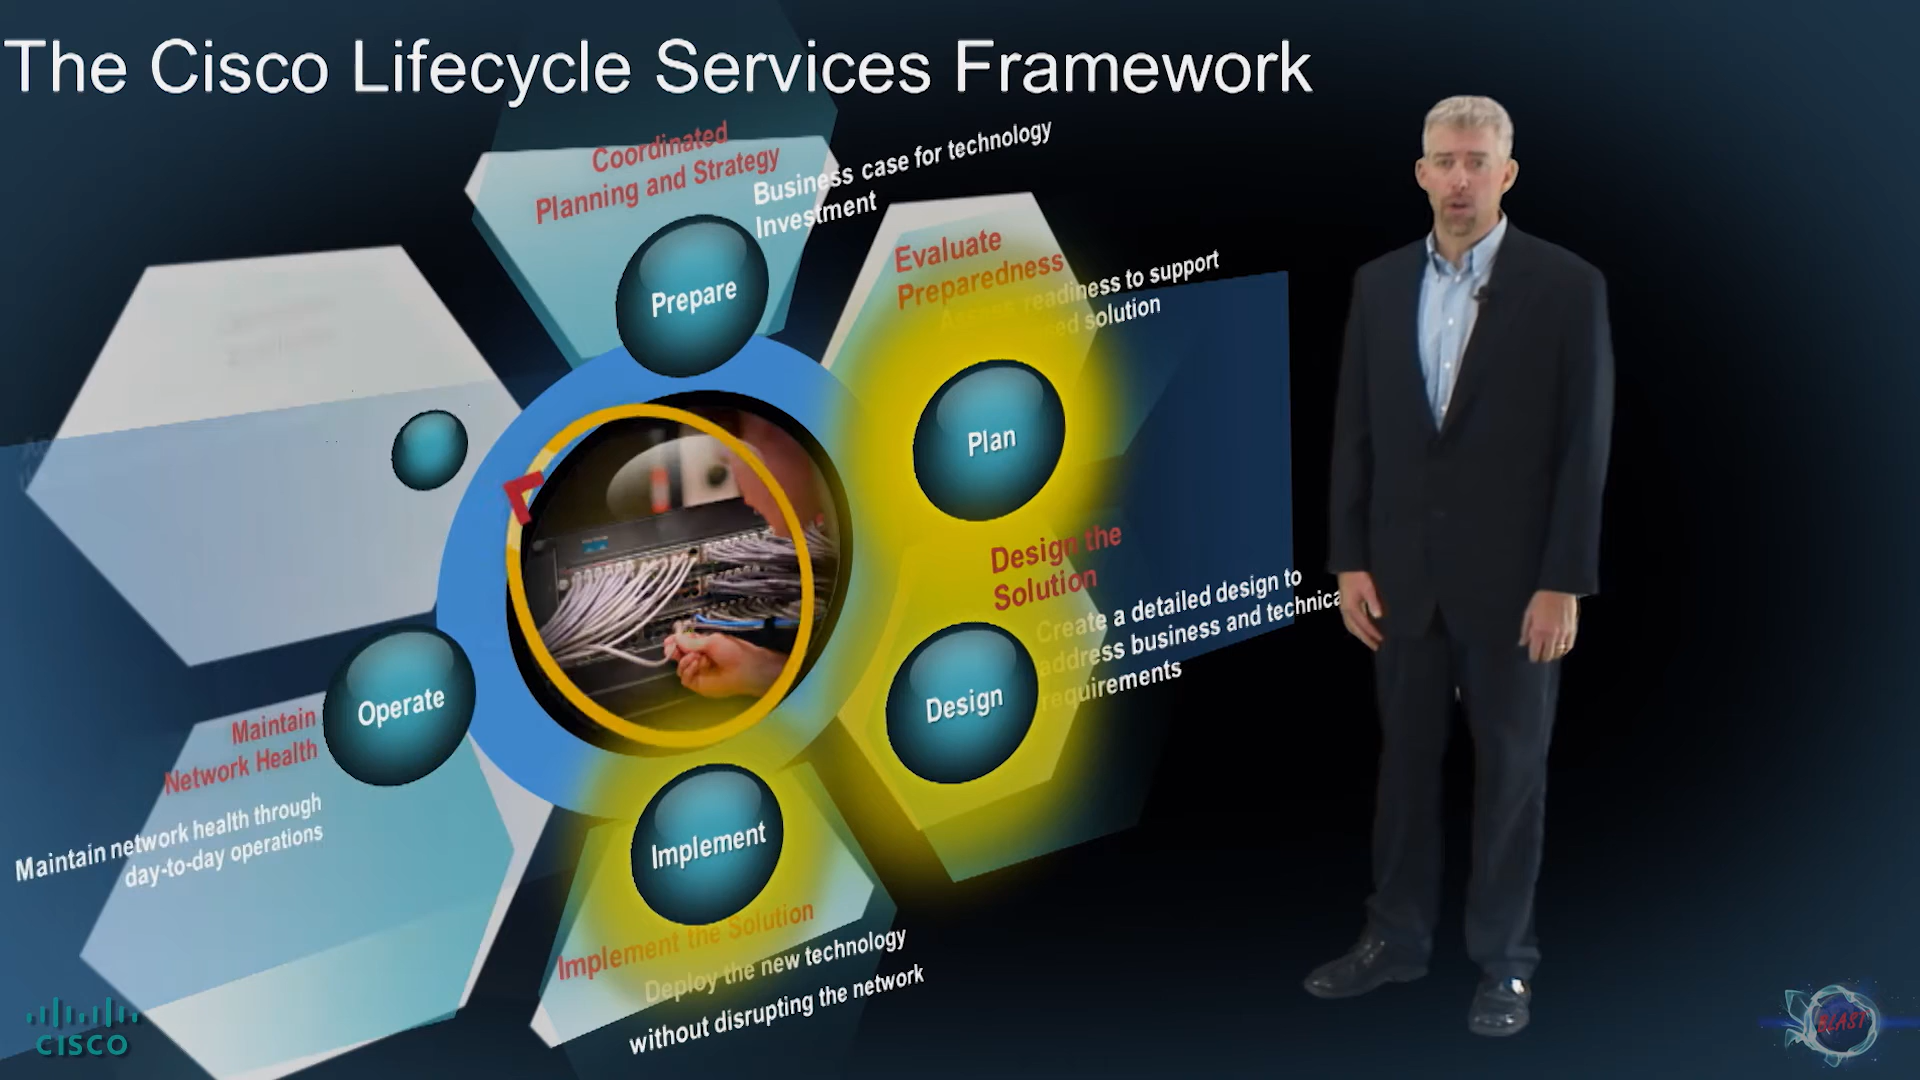 The Cisco Lifecycle Services Framework
Coordinated
Planning and Strategy
Business case for technology
Investment
Prepare
Evaluate
Preparedness
readiness to support
solution
Plan
Design the
Solution
Create a detailed design to
address business and technica
requirements
Design
Operate
Maintain
Network Health
Maintain network health through
day-to-day operations
Implement
Implement the Solution
Deploy the new technology
without disrupting the network
CISCO
BLAST